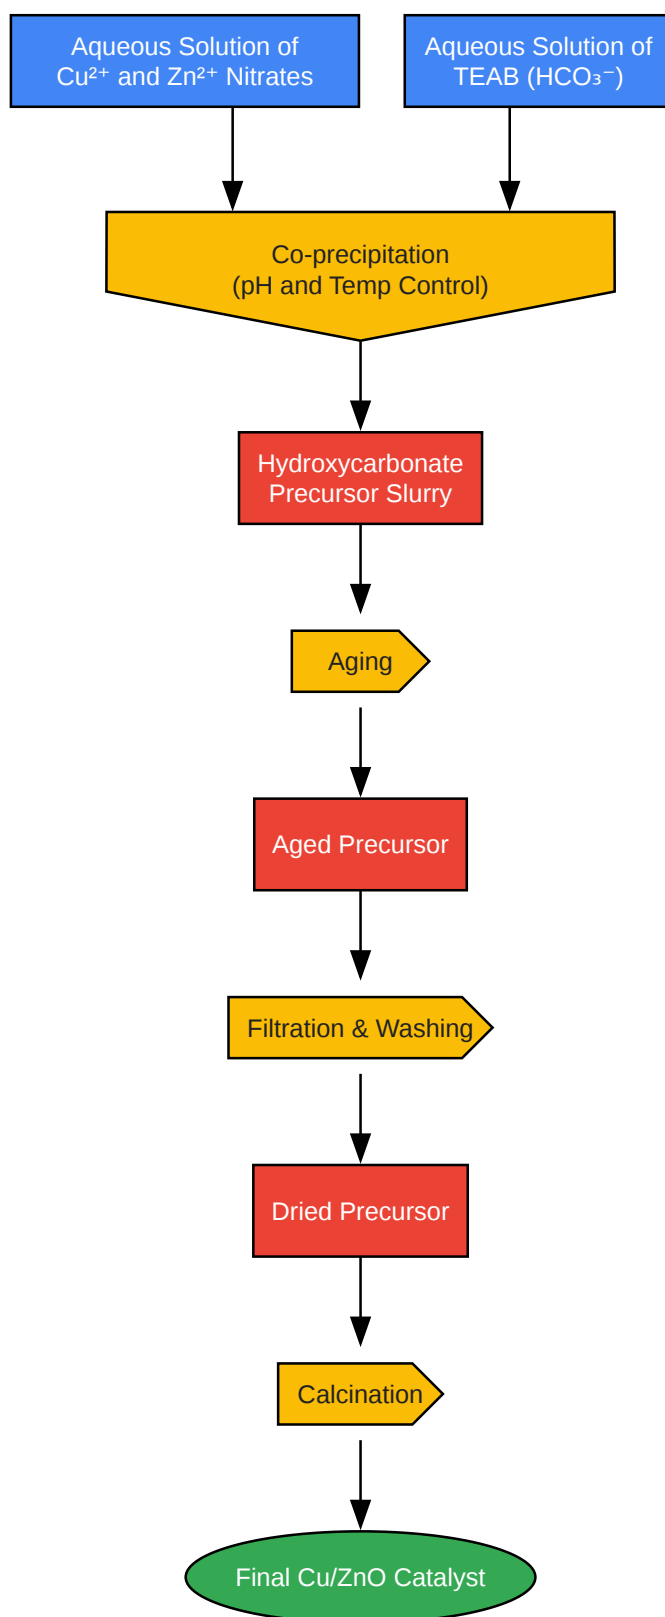 Aqueous Solution of
Cu²⁺ and Zn²⁺ Nitrates
Aqueous Solution of
TEAB (HCO₃⁻)
Co-precipitation
(pH and Temp Control)
Hydroxycarbonate
Precursor Slurry
Aging
Aged Precursor
Filtration & Washing
Dried Precursor
Calcination
Final Cu/ZnO Catalyst